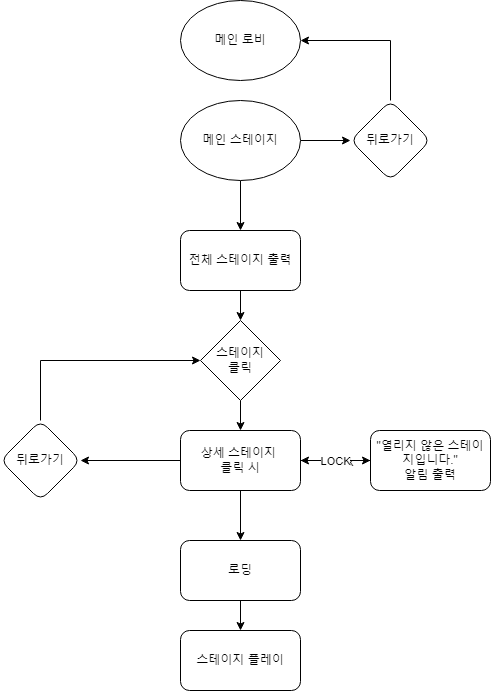 메인 로비
메인 스테이지
뒤로가기
전체 스테이지 출력
스테이지
클릭
뒤로가기
상세 스테이지
클릭 시
LOCK
"열리지 않은 스테이
지입니다."
알림 출력
로딩
스테이지 플레이